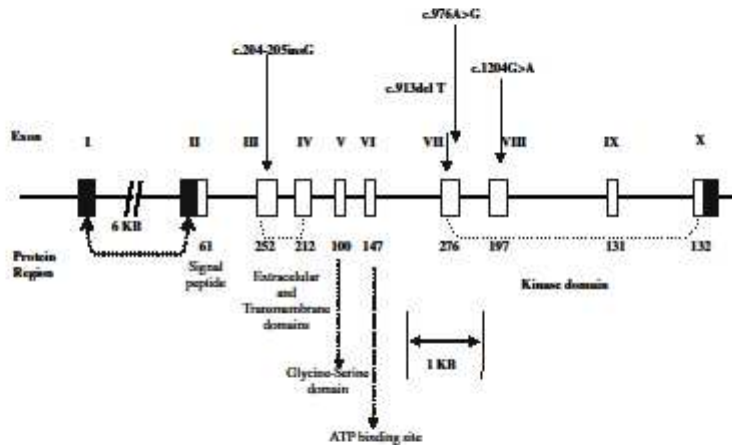 c.976A>G
c.204-205insG
c.1204G>A
c.913del T
Exon I II III IV V VI VII VIII IX X
6 KB
61 252 212 100 147 276 197 131 132
Protein
Region
Signal
peptide
Extracelular
and
Transmembrane
domains
Kinase domain
1 KB
Glycine-Serine
domain
ATP binding site